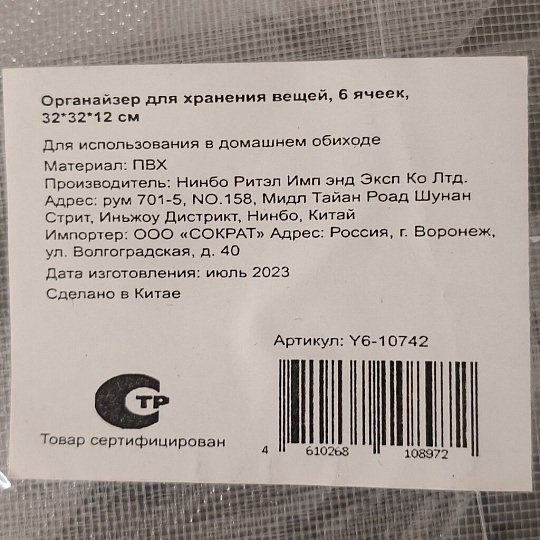 Органайзер для хранения вещей, 6 ячеек,
32*32*12 см
Для использования в домашнем обиходе
Материал: ПВХ
Производитель: Нинбо Ритэл Имп энд Эксп Ко Лтд.
Адрес: рум 701-5, NO.158, Мидл Тайан Роад Шунан
Стрит, Иньжоу Дистрикт, Нинбо, Китай
Импортер: ООО «СОКРАТ» Адрес: Россия, г. Воронеж,
ул. Волгоградская, д. 40
Дата изготовления: июль 2023
Сделано в Китае
Артикул: Y6-10742
СТР
Товар сертифицирован
4 610268 108972